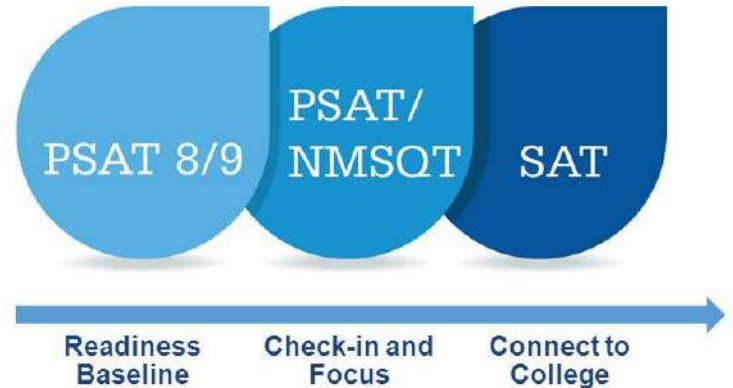 PSAT 8/9
PSAT/
NMSQT
SAT
Readiness
Baseline
Check-in and
Focus
Connect to
College